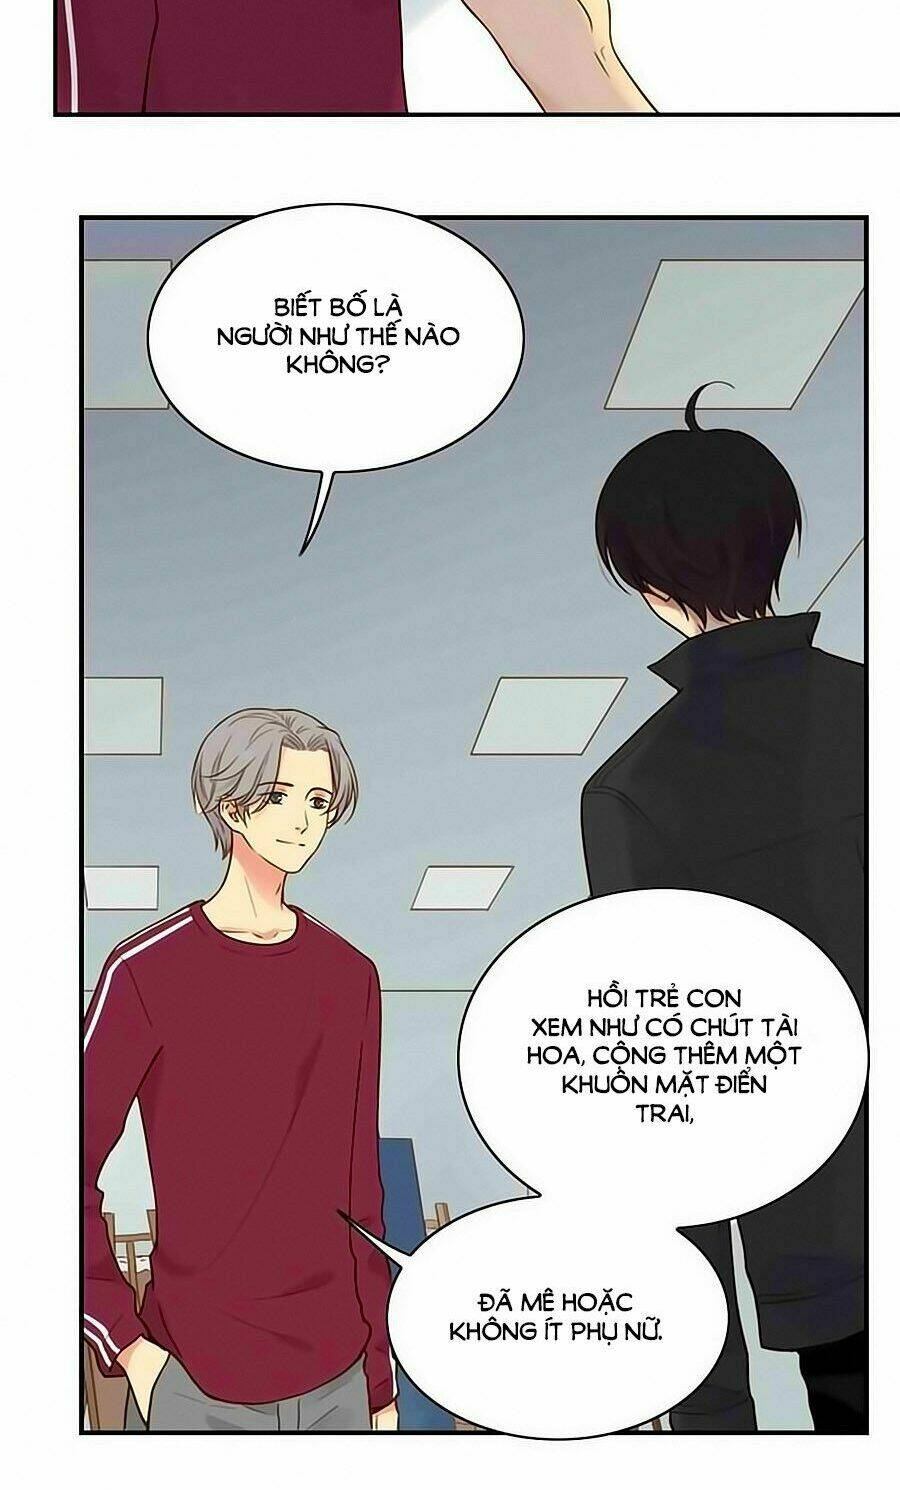 BIẾT BỐ LÀ
NGƯỜI NHƯ THẾ NÀO
KHÔNG?
HỒI TRẺ CON
XEM NHƯ CÓ CHÚT TÀI
HOA, CỘNG THÊM MỘT
KHUÔN MẶT ĐIỂN
TRAI,
ĐÃ MÊ HOẶC
KHÔNG ÍT PHỤ NỮ.